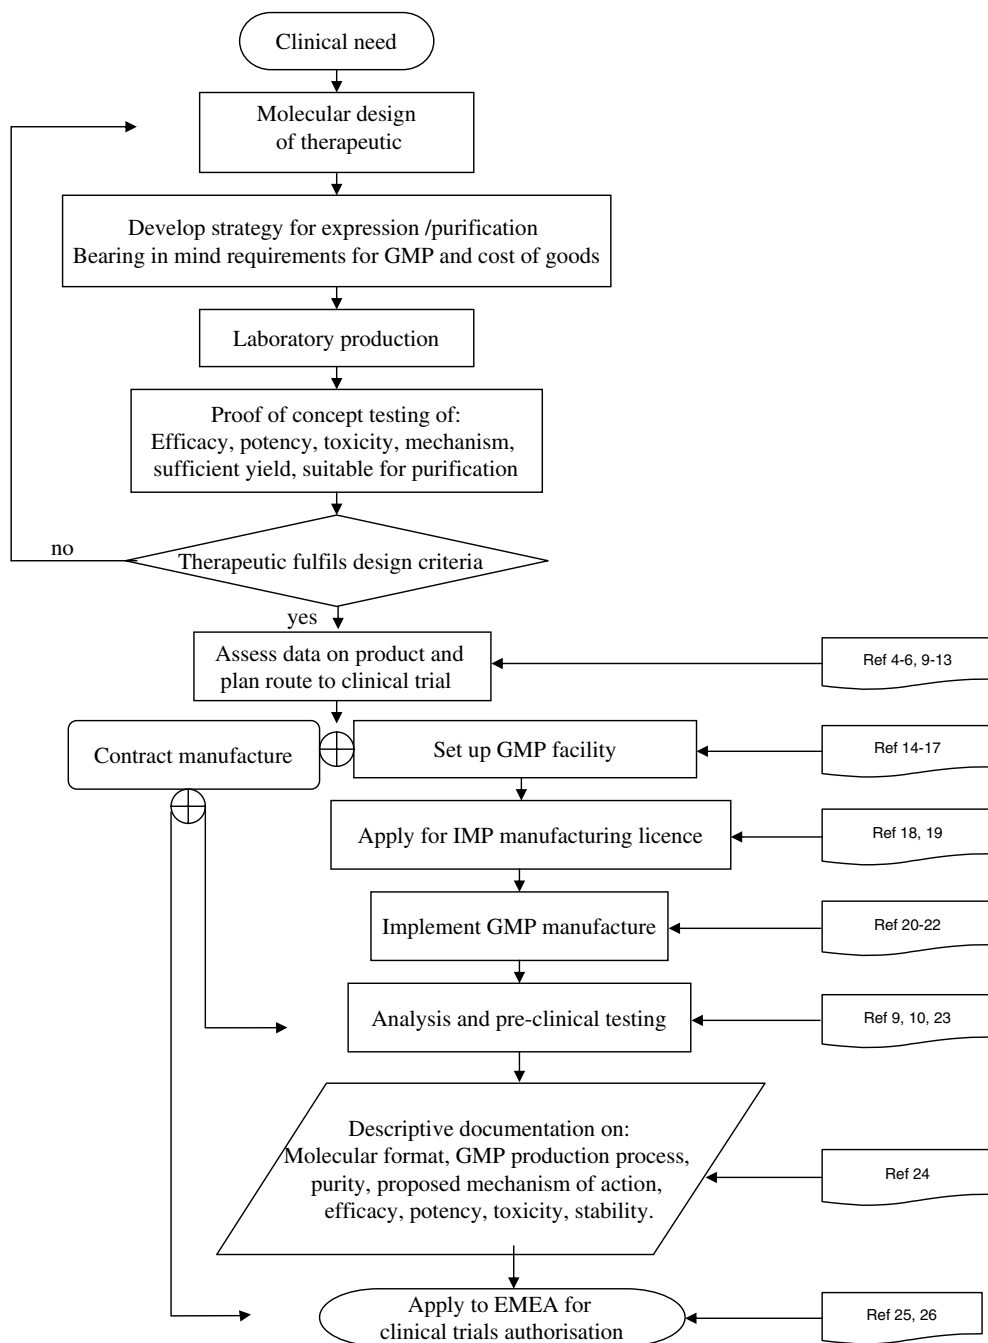 Clinical need
Molecular design
of therapeutic
Develop strategy for expression /purification
Bearing in mind requirements for GMP and cost of goods
Laboratory production
Proof of concept testing of:
Efficacy, potency, toxicity, mechanism,
sufficient yield, suitable for purification
no
Therapeutic fulfils design criteria
yes
Assess data on product and
plan route to clinical trial
Ref 4-6, 9-13
Contract manufacture
Set up GMP facility
Ref 14-17
Apply for IMP manufacturing licence
Ref 18, 19
Implement GMP manufacture
Ref 20-22
Analysis and pre-clinical testing
Ref 9, 10, 23
Descriptive documentation on:
Molecular format, GMP production process,
purity, proposed mechanism of action,
efficacy, potency, toxicity, stability.
Ref 24
Apply to EMEA for
clinical trials authorisation
Ref 25, 26